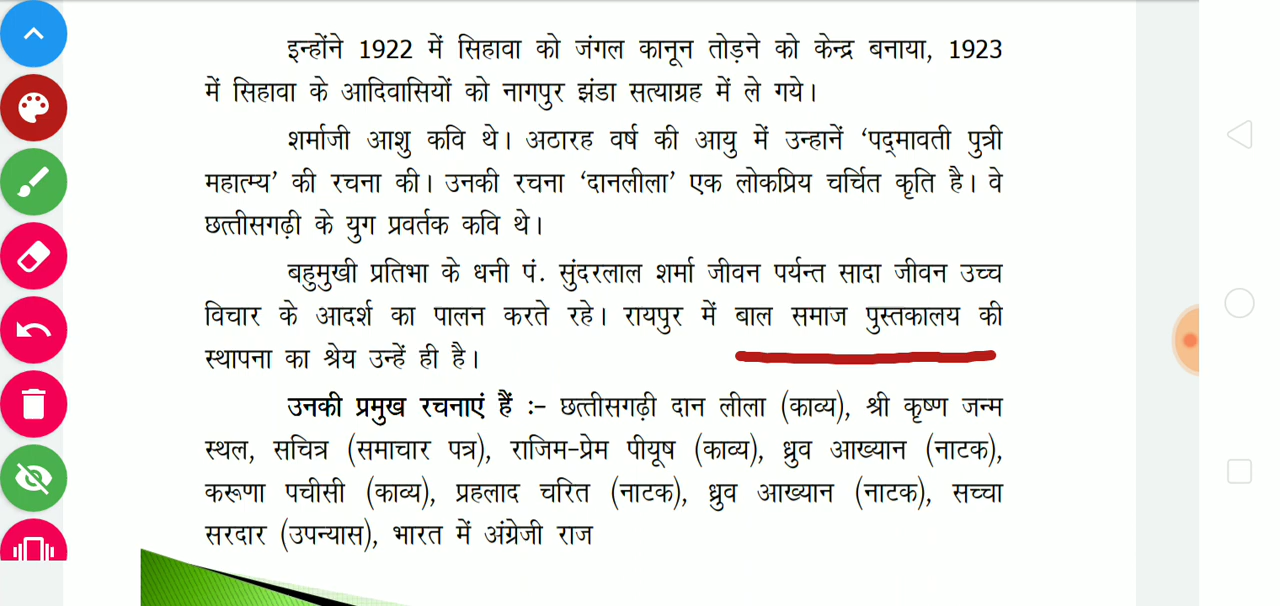 इन्होंने 1922 में सिहावा को जंगल कानून तोड़ने को केन्द्र बनाया, 1923
में सिहावा के आदिवासियों को नागपुर झंडा सत्याग्रह में ले गये।
शर्माजी आशु कवि थे। अठारह वर्ष की आयु में उन्हानें ‘पद्मावती पुत्री
महात्म्य’ की रचना की। उनकी रचना ‘दानलीला’ एक लोकप्रिय चर्चित कृति है। वे
छत्तीसगढ़ी के युग प्रवर्तक कवि थे।
बहुमुखी प्रतिभा के धनी पं. सुंदरलाल शर्मा जीवन पर्यन्त सादा जीवन उच्च
विचार के आदर्श का पालन करते रहे। रायपुर में बाल समाज पुस्तकालय की
स्थापना का श्रेय उन्हें ही है।
उनकी प्रमुख रचनाएं हैं :– छत्तीसगढ़ी दान लीला (काव्य), श्री कृष्ण जन्म
स्थल, सचित्र (समाचार पत्र), राजिम-प्रेम पीयूष (काव्य), ध्रुव आख्यान (नाटक),
करूणा पचीसी (काव्य), प्रहलाद चरित (नाटक), ध्रुव आख्यान (नाटक), सच्चा
सरदार (उपन्यास), भारत में अंग्रेजी राज